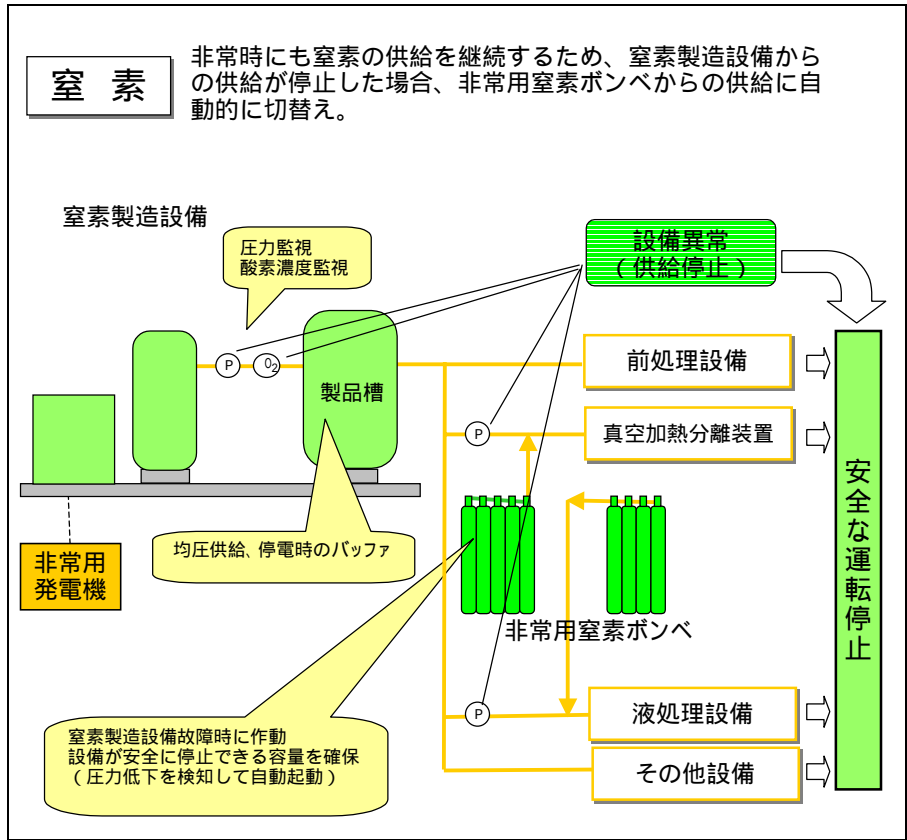 窒 素
非常時にも窒素の供給を継続するため、窒素製造設備から
の供給が停止した場合、非常用窒素ボンベからの供給に自
動的に切替え。
窒素製造設備
圧力監視
酸素濃度監視
設備異常
（供給停止）
P
O2
製品槽
前処理設備
P
真空加熱分離装置
安全な運転停止
均圧供給、停電時のバッファ
非常用
発電機
非常用窒素ボンベ
P
液処理設備
窒素製造設備故障時に作動
設備が安全に停止できる容量を確保
（圧力低下を検知して自動起動）
その他設備